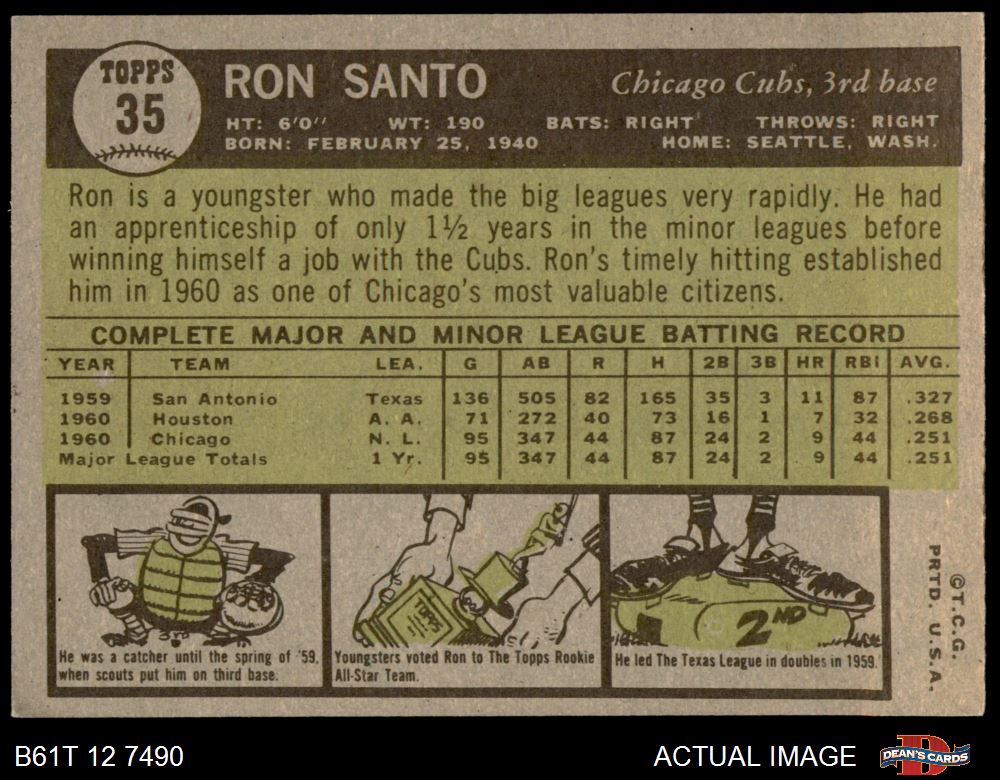 TOPPS
35
RON SANTO
Chicago Cubs, 3rd base
HT: 6'0" WT: 190 BATS: RIGHT THROWS: RIGHT
BORN: FEBRUARY 25, 1940 HOME: SEATTLE, WASH.
Ron is a youngster who made the big leagues very rapidly. He had
an apprenticeship of only 1½ years in the minor leagues before
winning himself a job with the Cubs. Ron's timely hitting established
him in 1960 as one of Chicago's most valuable citizens.
COMPLETE MAJOR AND MINOR LEAGUE BATTING RECORD
YEAR TEAM LEA. G AB R H 2B 3B HR RBI AVG.
1959 San Antonio Texas 136 505 82 165 35 3 11 87 .327
1960 Houston A. A. 71 272 40 73 16 1 7 32 .268
1960 Chicago N. L. 95 347 44 87 24 2 9 44 .251
Major League Totals 1 Yr. 95 347 44 87 24 2 9 44 .251
3rd
He was a catcher until the spring of '59,
when scouts put him on third base.
TOPPS
Youngsters voted Ron to The Topps Rookie
All-Star Team.
2ND
He led The Texas League in doubles in 1959.
©T.C.G.
PRTD. U.S.A.
B61T 12 7490
ACTUAL IMAGE
DEAN'S CARDS